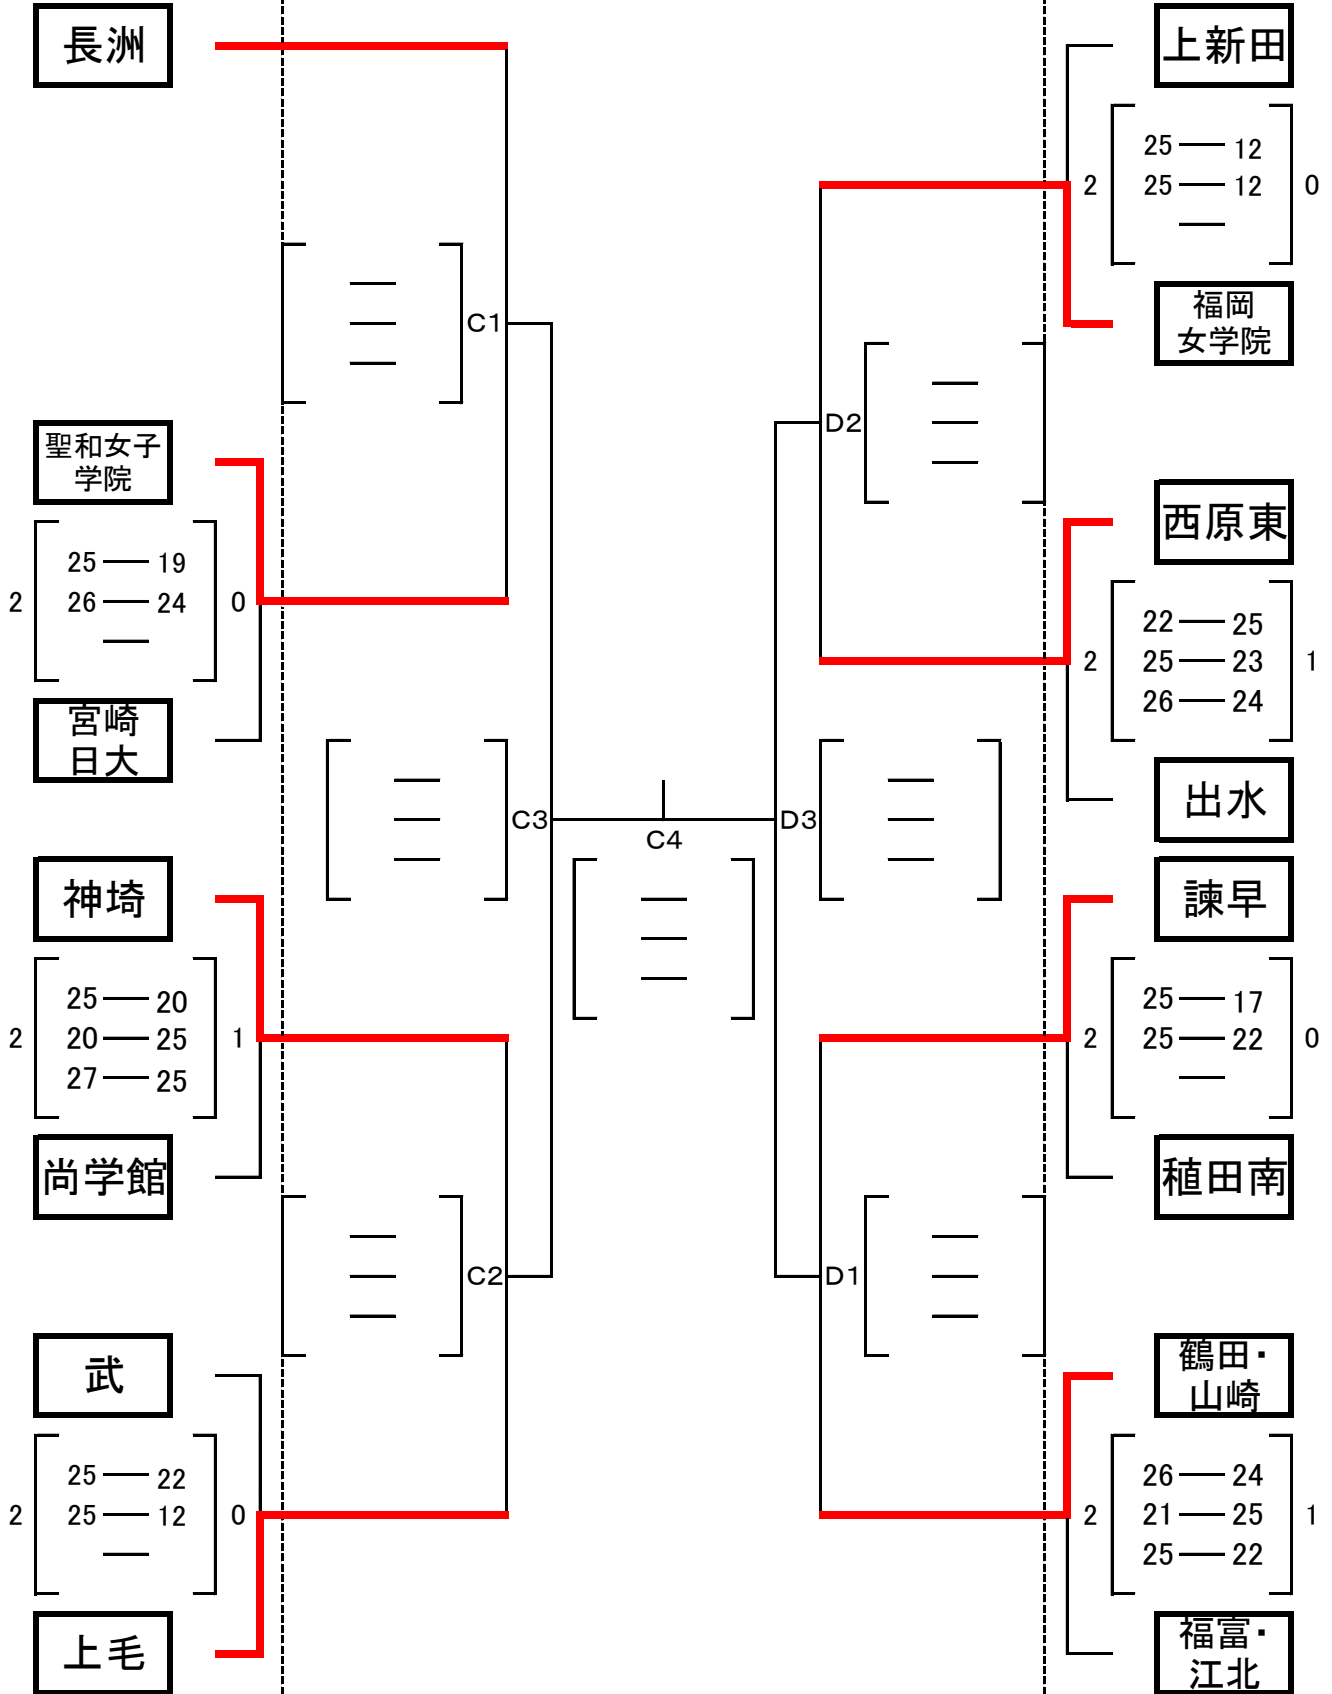 長洲
C1
聖和女子
学院
2
25 — 19
26 — 24
—
0
宮崎
日大
C3
神埼
2
25 — 20
20 — 25
27 — 25
1
尚学館
C2
武
2
25 — 22
25 — 12
—
0
上毛
C4
上新田
2
25 — 12
25 — 12
—
0
福岡
女学院
D2
西原東
2
22 — 25
25 — 23
26 — 24
1
出水
D3
諫早
2
25 — 17
25 — 22
—
0
稙田南
D1
鶴田・
山崎
2
26 — 24
21 — 25
25 — 22
1
福富・
江北